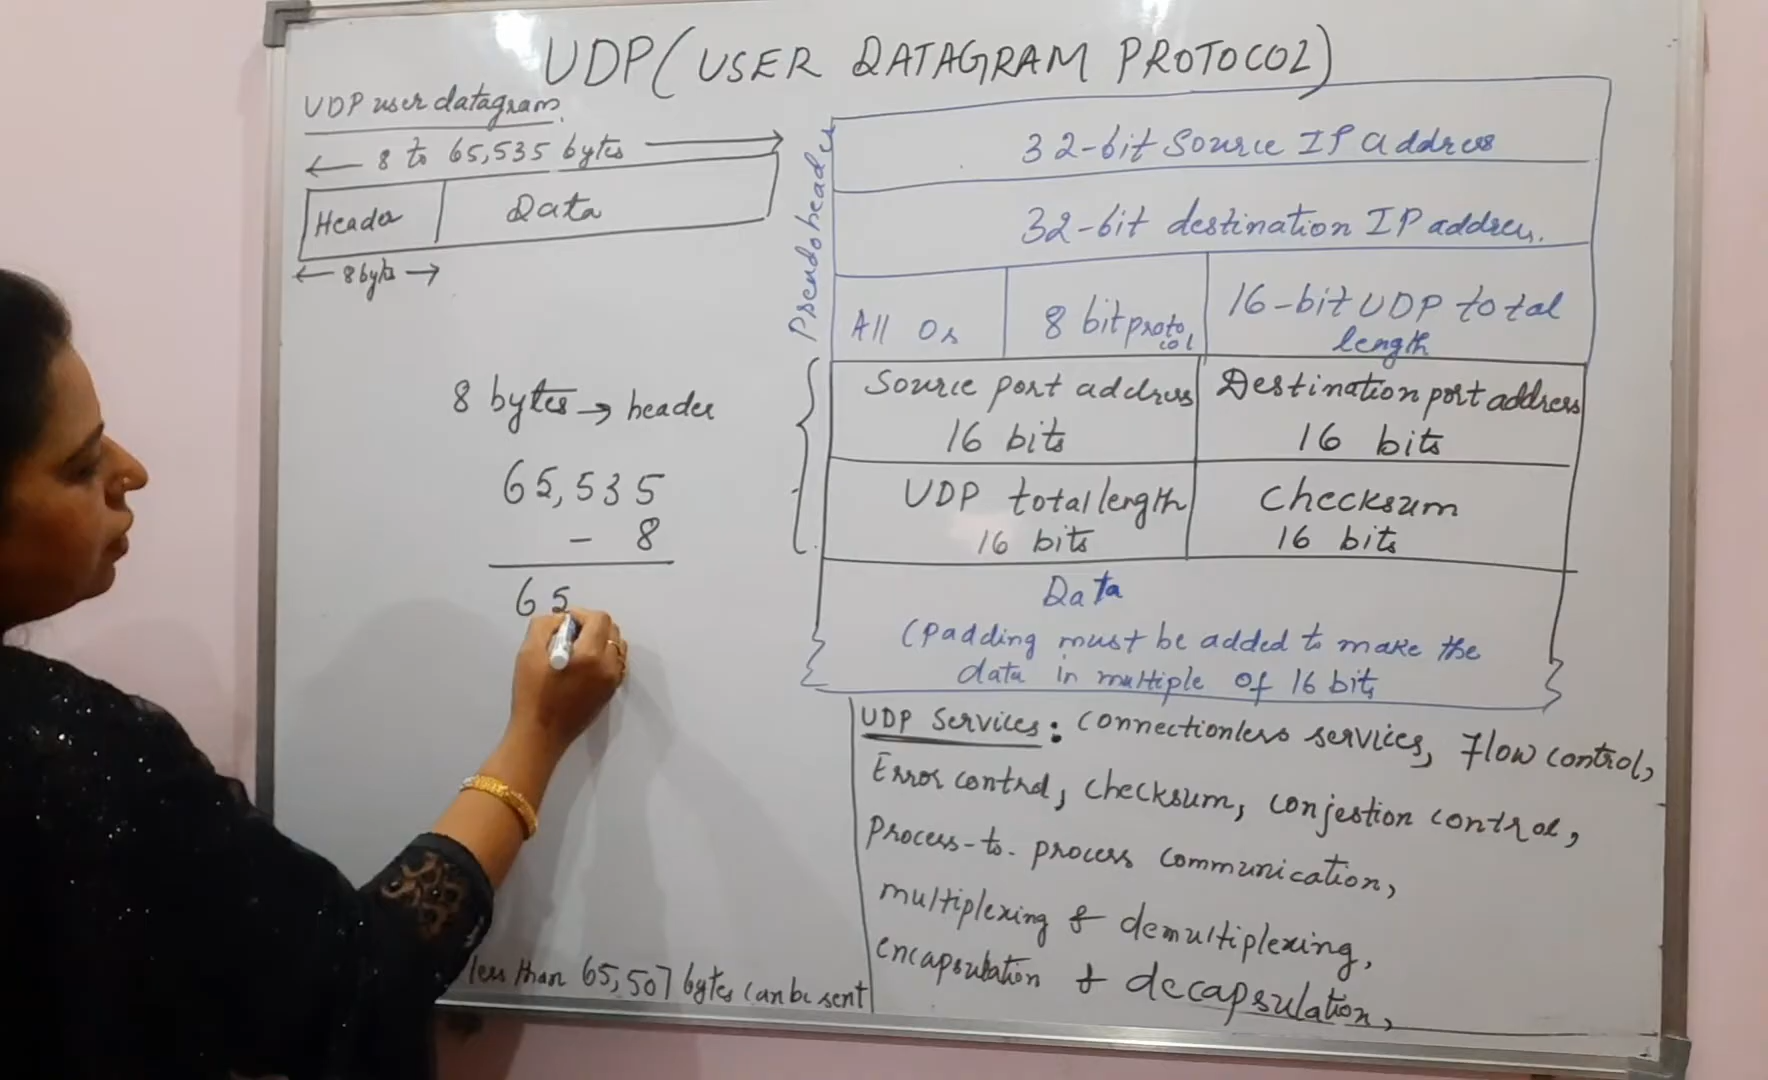 UDP (USER DATAGRAM PROTOCOL)
UDP user datagram.
8 to 65,535 bytes
Header
Data
8 byts
8 bytes → header
65,535
- 8
65
less than 65,507 bytes can be sent
Pseudoheader
32-bit Source IP address
32-bit destination IP address.
All 0s
8 bit proto
col
16-bit UDP total
length
Source port address
16 bits
Destination port address
16 bits
UDP total length
16 bits
Checksum
16 bits
Data
(Padding must be added to make the
data in multiple of 16 bits
UDP Services: Connectionless services, Flow control,
Error control, checksum, conjestion control,
Process-to-process communication,
multiplexing & demultiplexing,
encapsulation & decapsulation,